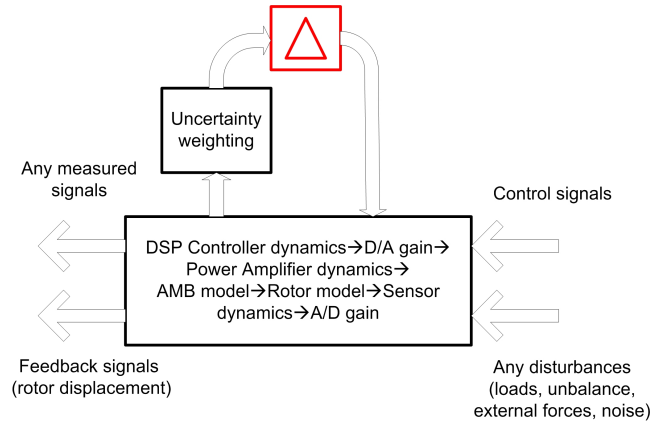 Uncertainty
weighting
Any measured
signals
Control signals
DSP Controller dynamics→D/A gain→
Power Amplifier dynamics→
AMB model→Rotor model→Sensor
dynamics→A/D gain
Feedback signals
(rotor displacement)
Any disturbances
(loads, unbalance,
external forces, noise)